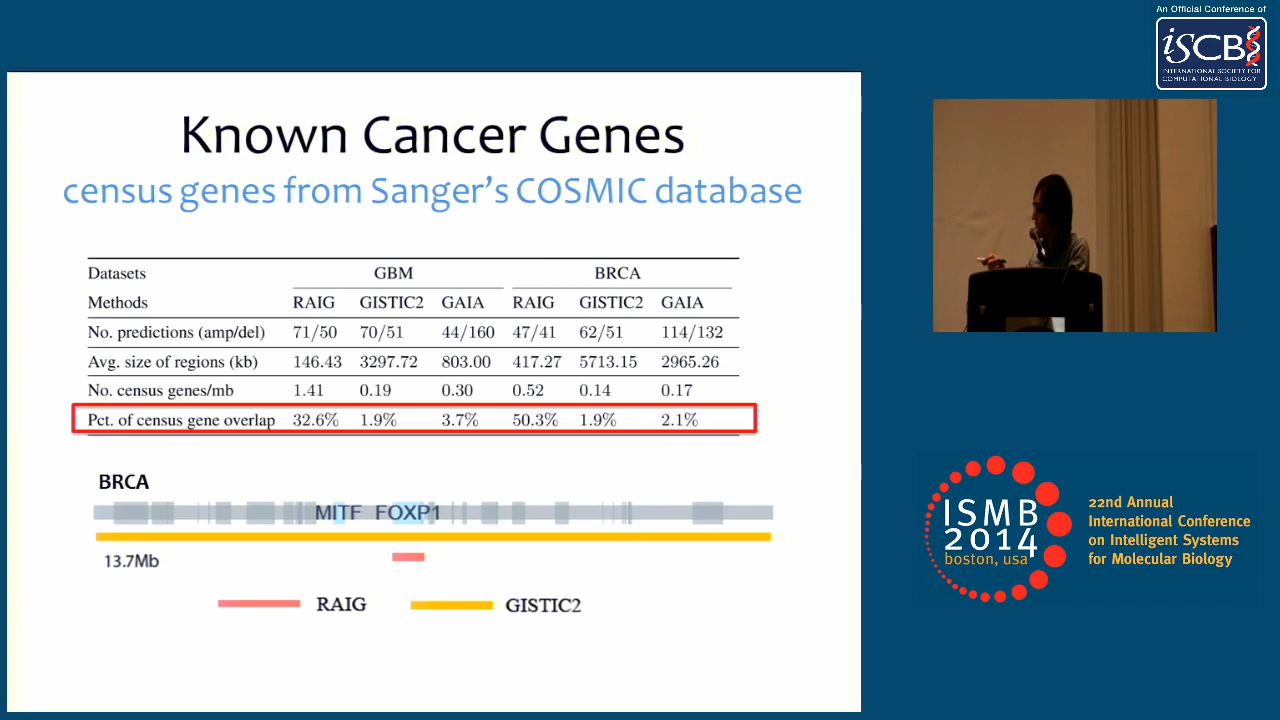 An Official Conference of
iSCB
INTERNATIONAL SOCIETY FOR
COMPUTATIONAL BIOLOGY
Known Cancer Genes
census genes from Sanger's COSMIC database
Datasets GBM BRCA
Methods RAIG GISTIC2 GAIA RAIG GISTIC2 GAIA
No. predictions (amp/del) 71/50 70/51 44/160 47/41 62/51 114/132
Avg. size of regions (kb) 146.43 3297.72 803.00 417.27 5713.15 2965.26
No. census genes/mb 1.41 0.19 0.30 0.52 0.14 0.17
Pct. of census gene overlap 32.6% 1.9% 3.7% 50.3% 1.9% 2.1%
BRCA
MITF FOXP1
13.7Mb
RAIG GISTIC2
ISMB
2014
boston, usa
22nd Annual
International Conference
on Intelligent Systems
for Molecular Biology